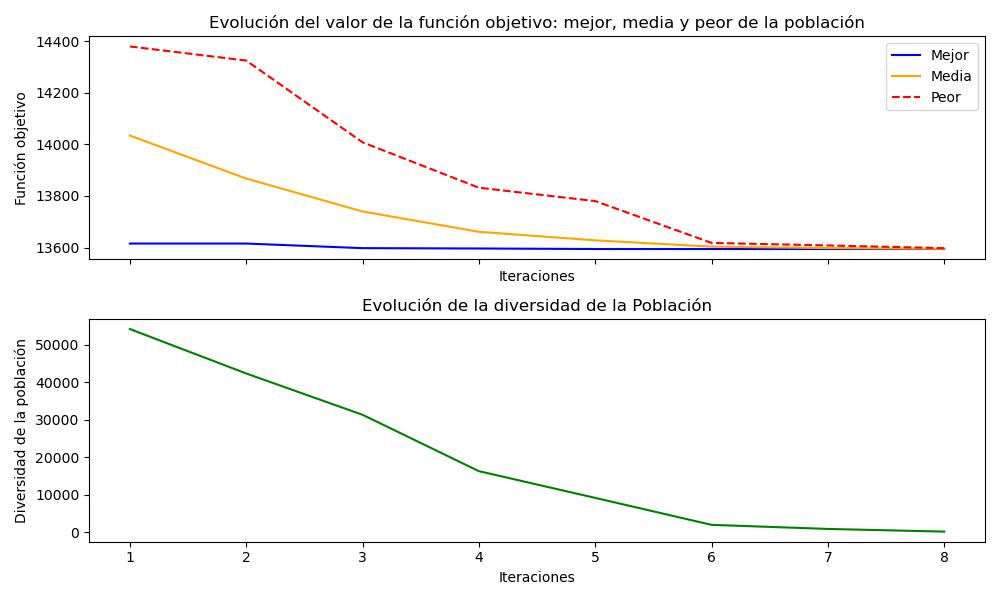 Evolución del valor de la función objetivo: mejor, media y peor de la población
14400
14200
14000
13800
13600
Función objetivo
Mejor
Media
Peor
Iteraciones
Evolución de la diversidad de la Población
50000
40000
30000
20000
10000
0
Diversidad de la población
1 2 3 4 5 6 7 8
Iteraciones